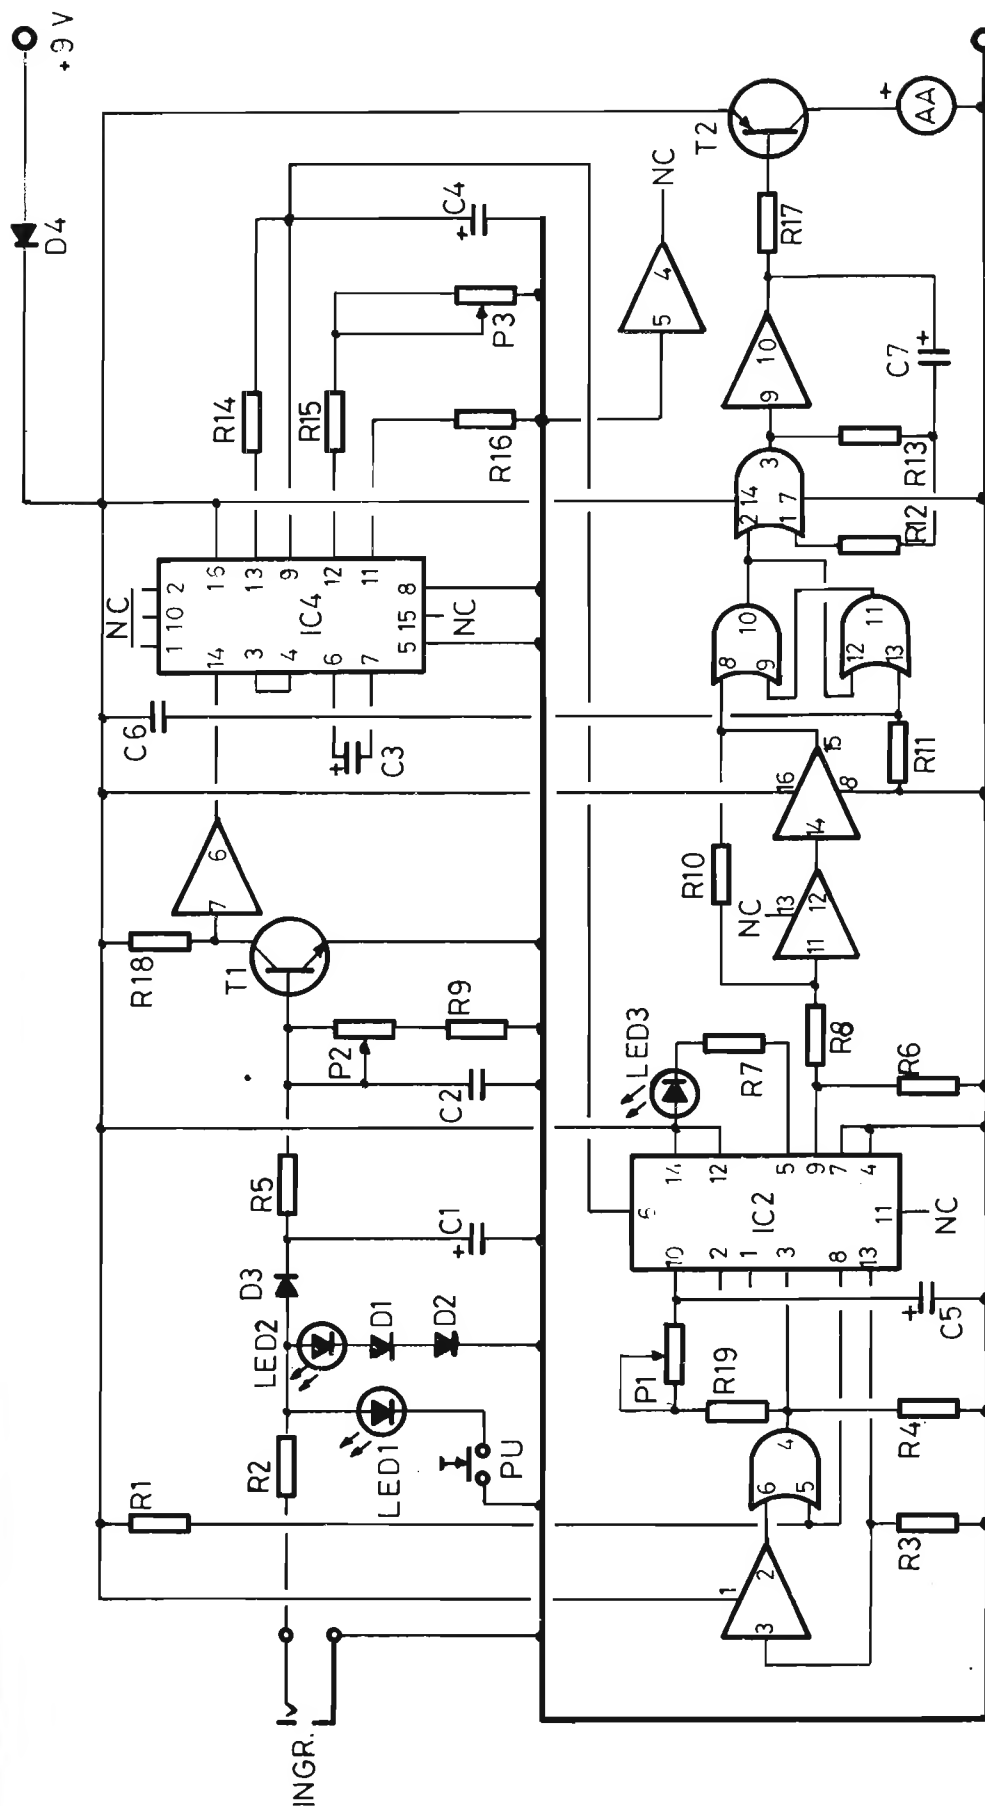 +9 V
D4
NC
1 10 2
14
3
4
6
7
16
13
9
12
11
5 15 8
IC4
NC
C6
+
C3
R14
R15
R16
P3
+
C4
R18
7
6
T1
P2
R9
C2
R5
+
C1
D3
LED2
D1
D2
LED1
PU
R2
R1
INGR.
5
4
NC
T2
+
AA
R17
9
10
C7
+
R13
R12
2
14
1
7
3
8
9
10
12
13
11
R11
R10
16
14
15
8
NC
13
11
12
LED3
R7
R8
R6
6
10
2
1
3
8
13
14
12
5
9
7
4
11
IC2
NC
+
C5
P1
R19
R4
R3
6
5
4
1
3
2